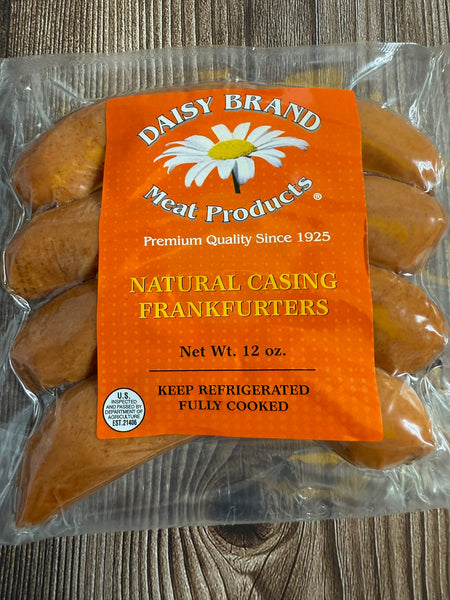 DAISY BRAND
Meat Products®
Premium Quality Since 1925
NATURAL CASING
FRANKFURTERS
Net Wt. 12 oz.
KEEP REFRIGERATED
FULLY COOKED
U.S.
INSPECTED
AND PASSED BY
DEPARTMENT OF
AGRICULTURE
EST.21406